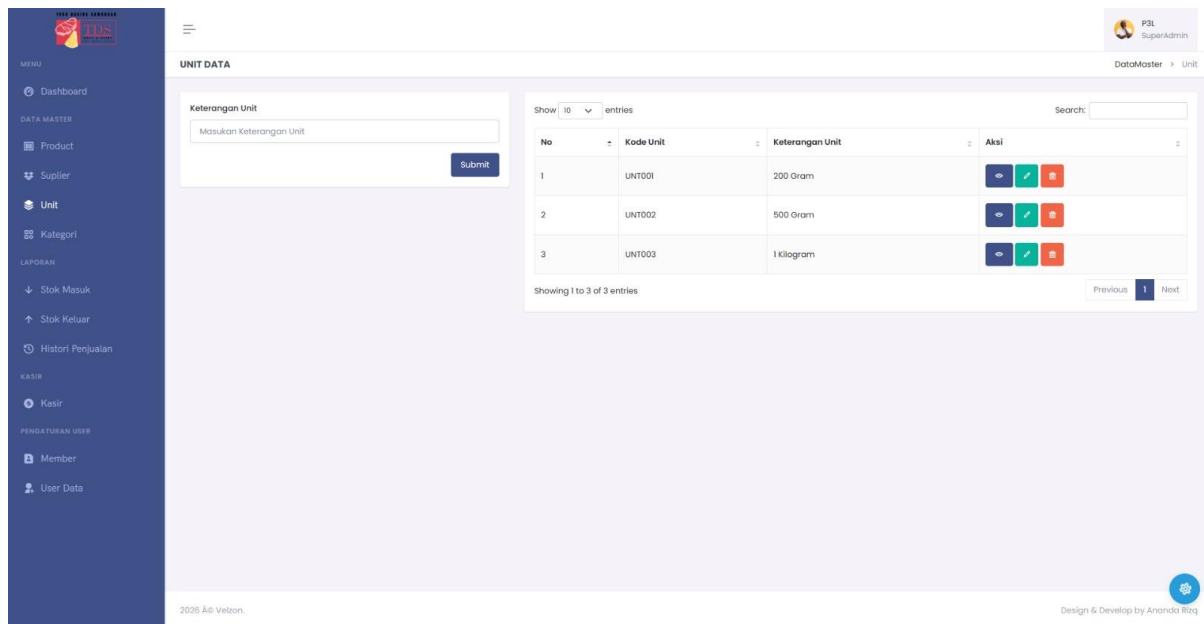 TDS
P3L
SuperAdmin
MENU
UNIT DATA
DataMaster > Unit
Dashboard
DATA MASTER
Product
Suplier
Unit
Kategori
LAPORAN
Stok Masuk
Stok Keluar
Histori Penjualan
KASIR
Kasir
PENGATURAN USER
Member
User Data
Keterangan Unit
Masukan Keterangan Unit
Submit
Show 10 entries
Search:
No Kode Unit Keterangan Unit Aksi
1 UNT001 200 Gram
2 UNT002 500 Gram
3 UNT003 1 Kilogram
Showing 1 to 3 of 3 entries
Previous 1 Next
2026 Â© Velzon.
Design & Develop by Ananda Rizq